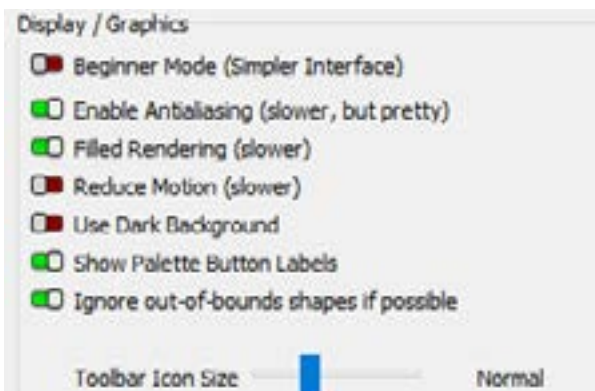 Display / Graphics
Beginner Mode (Simpler Interface)
Enable Antialiasing (slower, but pretty)
Filled Rendering (slower)
Reduce Motion (slower)
Use Dark Background
Show Palette Button Labels
Ignore out-of-bounds shapes if possible
Toolbar Icon Size Normal